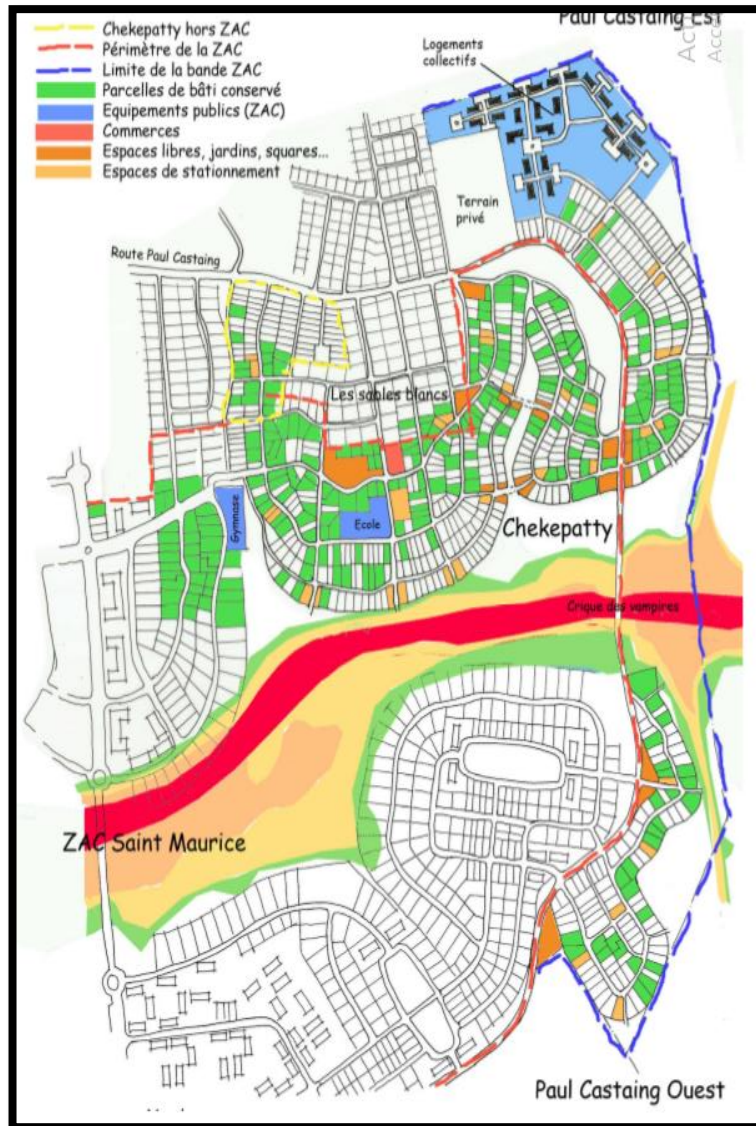 Paul Castaing Est
Chekepatty hors ZAC
Périmètre de la ZAC
Limite de la bande ZAC
Parcelles de bâti conservé
Equipements publics (ZAC)
Commerces
Espaces libres, jardins, squares...
Espaces de stationnement
Logements
collectifs
Terrain
privé
Route Paul Castaing
Les sables blancs
Gymnase
Ecole
Chekepatty
Crique des vampires
ZAC Saint Maurice
Paul Castaing Ouest